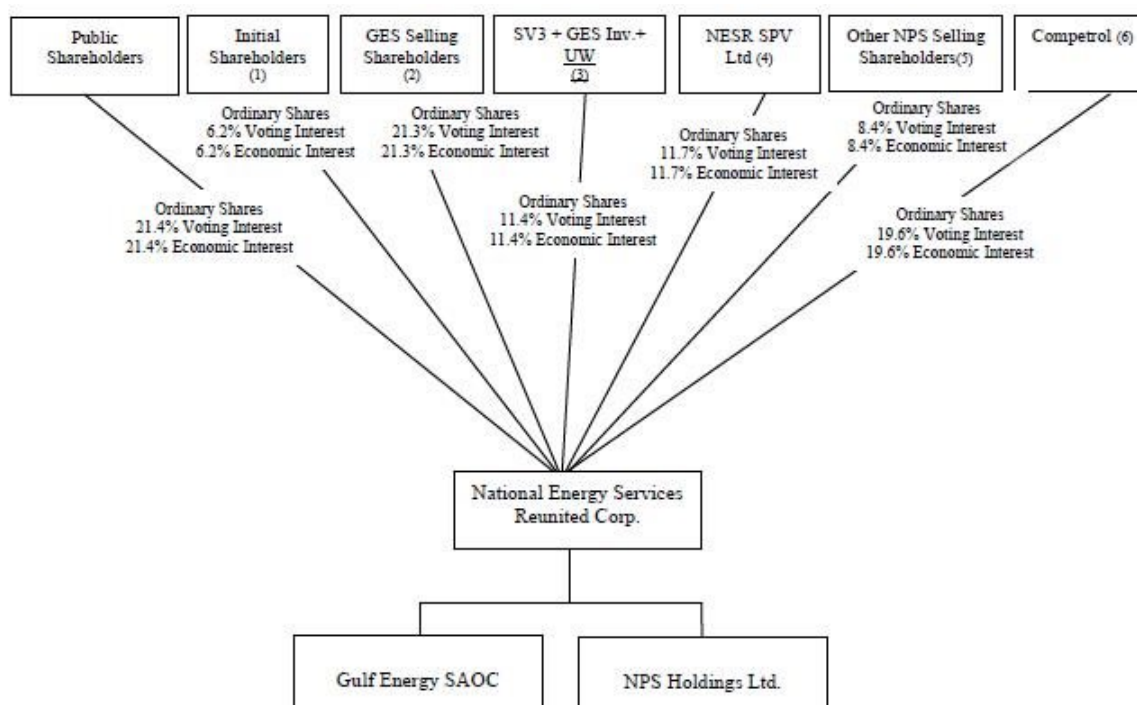 Public
Shareholders
Initial
Shareholders
(1)
GES Selling
Shareholders
(2)
SV3 + GES Inv.+
UW
(3)
NESR SPV
Ltd (4)
Other NPS Selling
Shareholders(5)
Competrol (6)
Ordinary Shares
6.2% Voting Interest
6.2% Economic Interest
Ordinary Shares
21.3% Voting Interest
21.3% Economic Interest
Ordinary Shares
11.7% Voting Interest
11.7% Economic Interest
Ordinary Shares
8.4% Voting Interest
8.4% Economic Interest
Ordinary Shares
21.4% Voting Interest
21.4% Economic Interest
Ordinary Shares
11.4% Voting Interest
11.4% Economic Interest
Ordinary Shares
19.6% Voting Interest
19.6% Economic Interest
National Energy Services
Reunited Corp.
Gulf Energy SAOC
NPS Holdings Ltd.